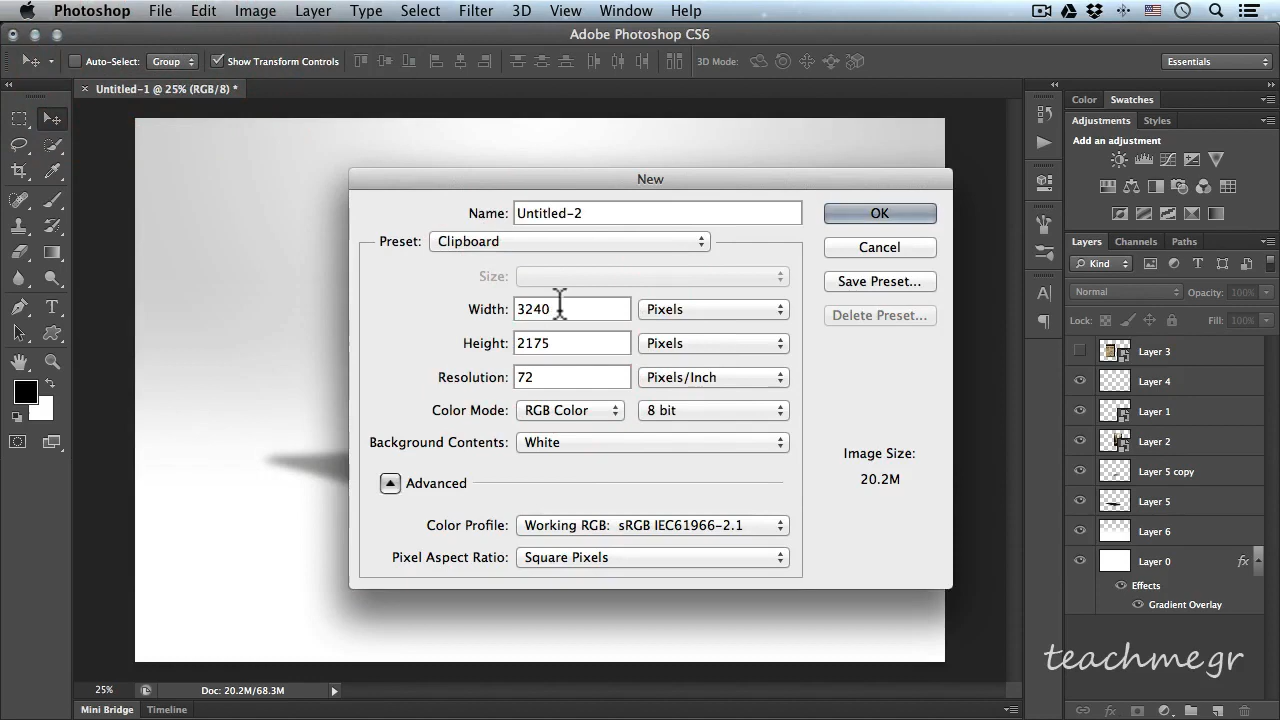 Photoshop File Edit Image Layer Type Select Filter 3D View Window Help
Adobe Photoshop CS6
Auto-Select: Group Show Transform Controls 3D Mode: Essentials
× Untitled-1 @ 25% (RGB/8) *
Color Swatches
Adjustments Styles
Add an adjustment
New
Name: Untitled-2 OK
Preset: Clipboard Cancel
Size: Save Preset...
Width: 3240 Pixels Delete Preset...
Height: 2175 Pixels
Resolution: 72 Pixels/Inch
Color Mode: RGB Color 8 bit
Background Contents: White
Image Size:
20.2M
Advanced
Color Profile: Working RGB: sRGB IEC61966-2.1
Pixel Aspect Ratio: Square Pixels
Layers Channels Paths
Kind
Normal Opacity: 100%
Lock: Fill: 100%
Layer 3
Layer 4
Layer 1
Layer 2
Layer 5 copy
Layer 5
Layer 6
Layer 0 fx
Effects
Gradient Overlay
teachmegr
25% Doc: 20.2M/68.3M
Mini Bridge Timeline